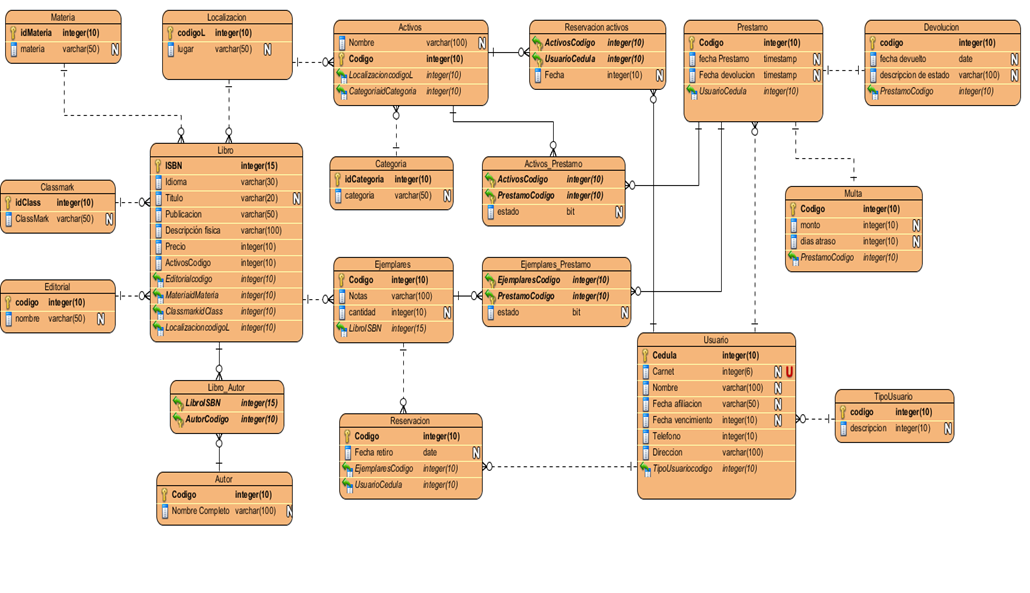 Materia
idMateria integer(10)
materia varchar(50) N
Localizacion
codigoL integer(10)
lugar varchar(50) N
Activos
Nombre varchar(100) N
Codigo integer(10)
LocalizacioncodigoL integer(10)
CategoriaidCategoria integer(10)
Reservacion activos
ActivosCodigo integer(10)
UsuarioCedula integer(10)
Fecha integer(10) N
Prestamo
Codigo integer(10)
fecha Prestamo timestamp N
Fecha devolucion timestamp N
UsuarioCedula integer(10)
Devolucion
codigo integer(10)
fecha devuelto date N
descripcion de estado varchar(100) N
PrestamoCodigo integer(10)
Libro
ISBN integer(15)
Idioma varchar(30)
Titulo varchar(20) N
Publicacion varchar(50)
Descripción fisica varchar(100)
Precio integer(10)
ActivosCodigo integer(10)
Editorialcodigo integer(10)
MateriaidMateria integer(10)
ClassmarkidClass integer(10)
LocalizacioncodigoL integer(10)
Categoria
idCategoria integer(10)
categoria varchar(50) N
Activos_Prestamo
ActivosCodigo integer(10)
PrestamoCodigo integer(10)
estado bit N
Classmark
idClass integer(10)
ClassMark varchar(50) N
Multa
Codigo integer(10)
monto integer(10) N
dias atraso integer(10) N
PrestamoCodigo integer(10)
Editorial
codigo integer(10)
nombre varchar(50) N
Ejemplares
Codigo integer(10)
Notas varchar(100)
cantidad integer(10) N
LibroISBN integer(15)
Ejemplares_Prestamo
EjemplaresCodigo integer(10)
PrestamoCodigo integer(10)
estado bit N
Usuario
Cedula integer(10)
Carnet integer(6) N U
Nombre varchar(100) N
Fecha afiliacion varchar(50) N
Fecha vencimiento integer(10) N
Telefono integer(10)
Direccion varchar(100)
TipoUsuariocodigo integer(10)
Libro_Autor
LibroISBN integer(15)
AutorCodigo integer(10)
TipoUsuario
codigo integer(10)
descripcion integer(10) N
Reservacion
Codigo integer(10)
Fecha retiro date N
EjemplaresCodigo integer(10)
UsuarioCedula integer(10)
Autor
Codigo integer(10)
Nombre Completo varchar(100) N